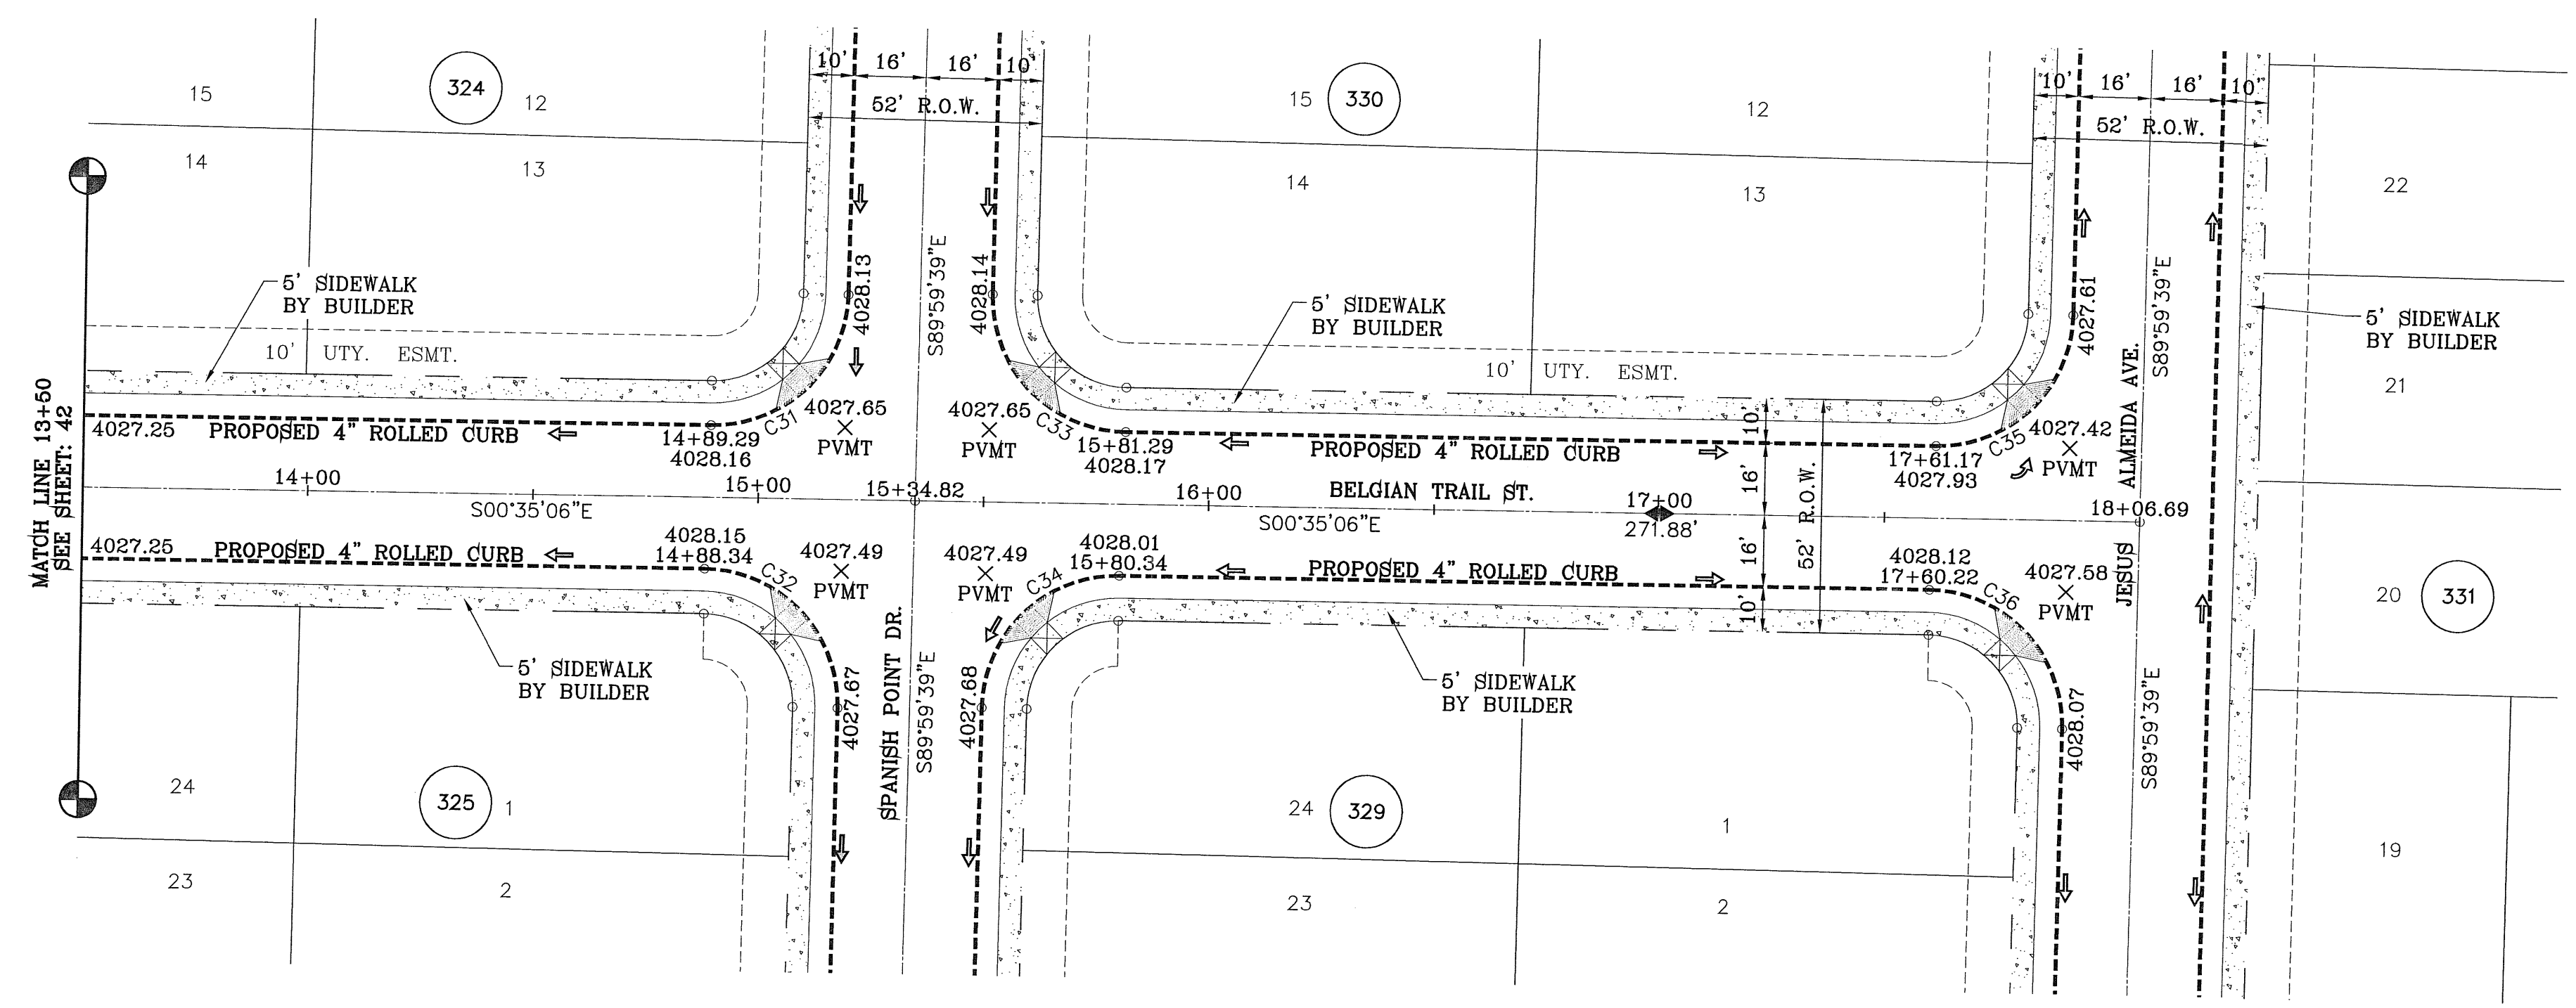 10' 16' 16' 10'
52' R.O.W.
10' 16' 16' 10'
52' R.O.W.
15
324
12
15
330
12
14
13
14
13
22
4028.13
S89°59'39"E
4028.14
4027.61
S89°59'39"E
5' SIDEWALK
BY BUILDER
5' SIDEWALK
BY BUILDER
5' SIDEWALK
BY BUILDER
10' UTY. ESMT.
10' UTY. ESMT.
21
MATCH LINE 13+50
SEE SHEET: 42
4027.25
PROPOSED 4" ROLLED CURB
14+89.29
4028.16
C31
4027.65
PVMT
4027.65
PVMT
C33
15+81.29
4028.17
PROPOSED 4" ROLLED CURB
10'
16'
17+61.17
4027.93
C35
4027.42
PVMT
JESUS ALMEIDA AVE.
14+00
15+00
15+34.82
16+00
BELGIAN TRAIL ST.
17+00
271.88'
18+06.69
S00°35'06"E
S00°35'06"E
52' R.O.W.
16'
10'
4027.25
PROPOSED 4" ROLLED CURB
4028.15
14+88.34
C32
4027.49
PVMT
4027.49
PVMT
C34
4028.01
15+80.34
PROPOSED 4" ROLLED CURB
4028.12
17+60.22
C36
4027.58
PVMT
20
331
5' SIDEWALK
BY BUILDER
4027.67
SPANISH POINT DR.
S89°59'39"E
4027.68
5' SIDEWALK
BY BUILDER
4028.07
S89°59'39"E
24
325
1
24
329
1
19
23
2
23
2